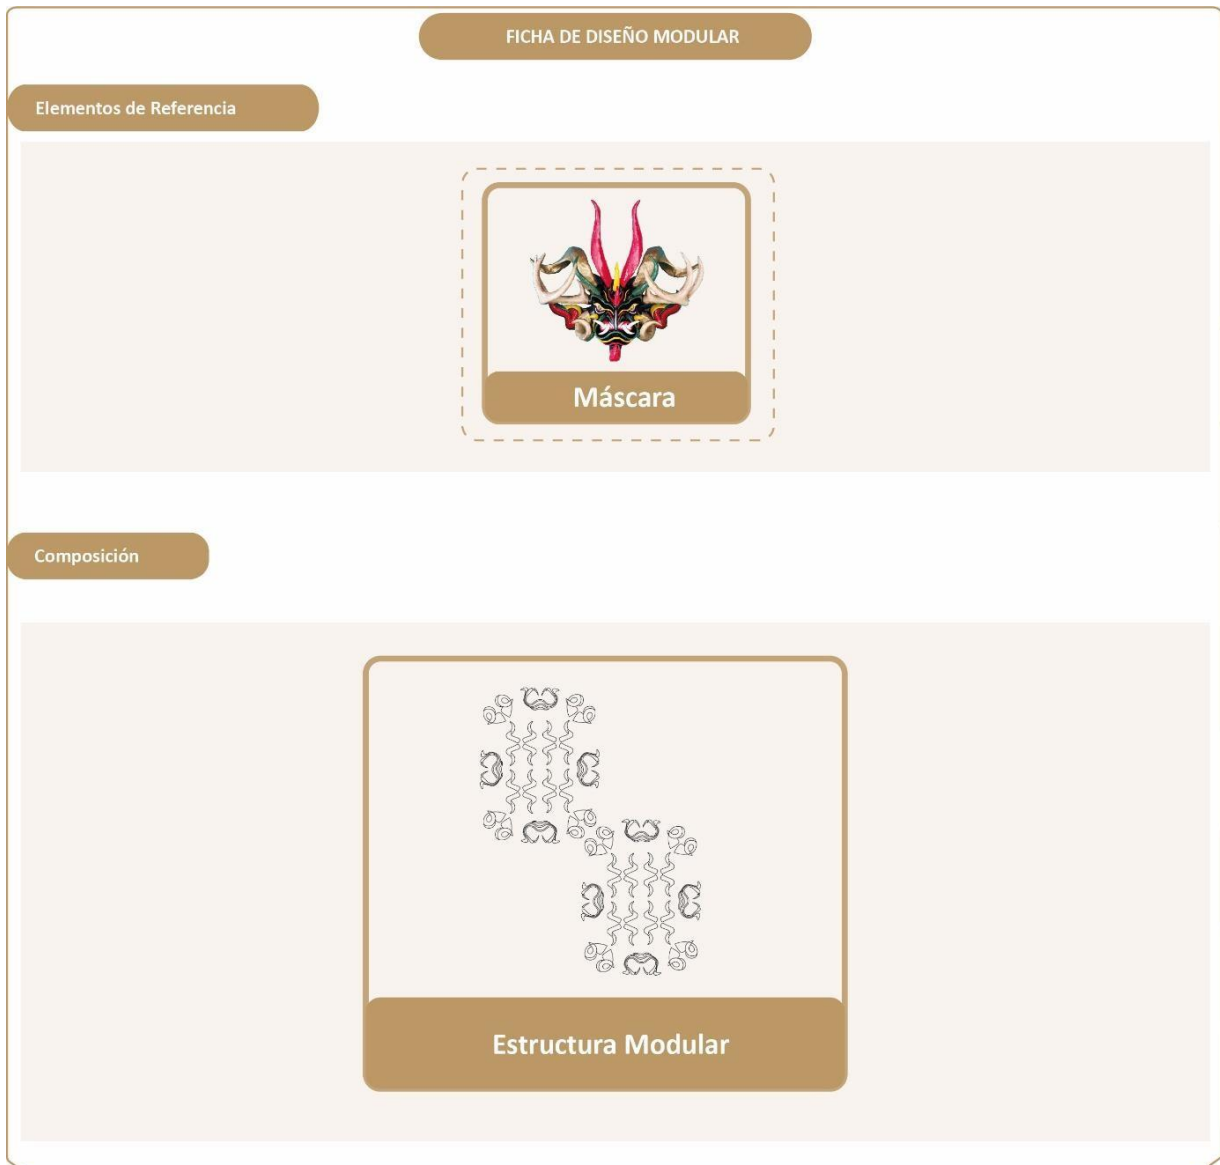 FICHA DE DISEÑO MODULAR
Elementos de Referencia
Máscara
Composición
Estructura Modular